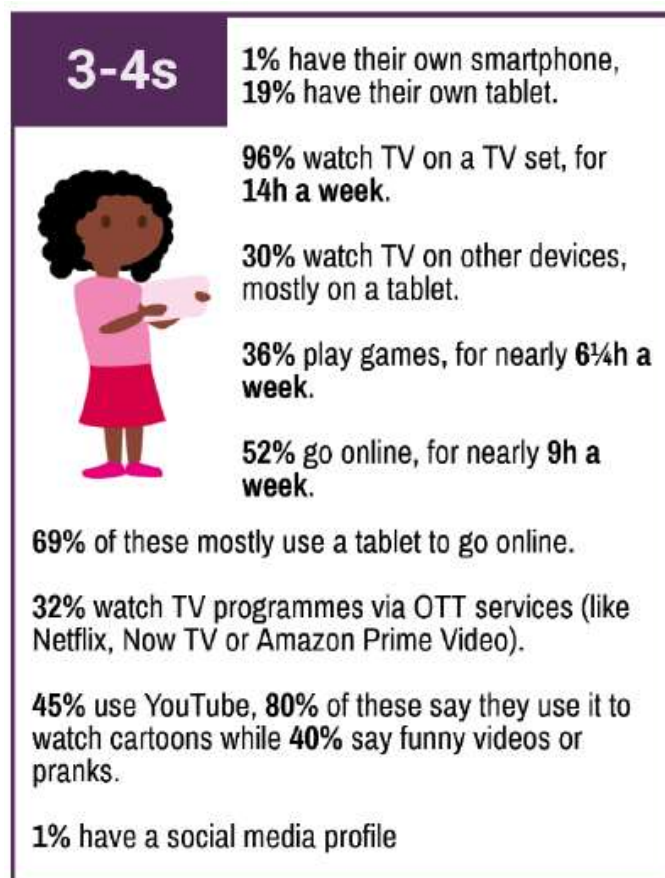 3-4s
1% have their own smartphone,
19% have their own tablet.
96% watch TV on a TV set, for
14h a week.
30% watch TV on other devices,
mostly on a tablet.
36% play games, for nearly 6¼h a
week.
52% go online, for nearly 9h a
week.
69% of these mostly use a tablet to go online.
32% watch TV programmes via OTT services (like
Netflix, Now TV or Amazon Prime Video).
45% use YouTube, 80% of these say they use it to
watch cartoons while 40% say funny videos or
pranks.
1% have a social media profile